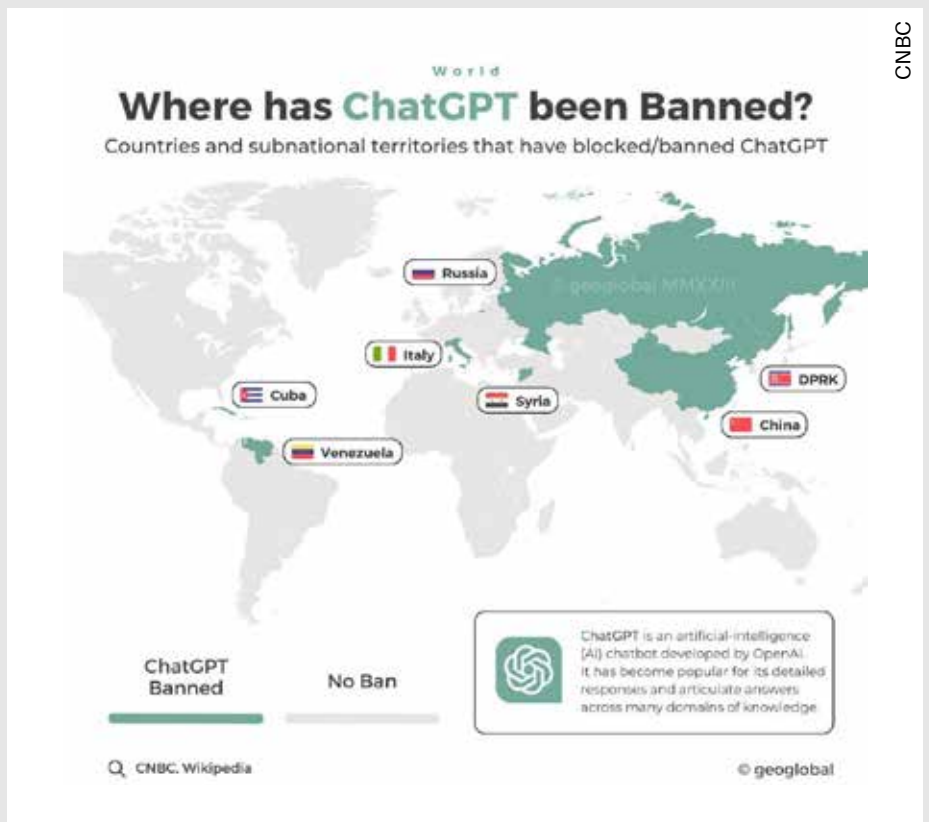 CNBC
World
Where has ChatGPT been Banned?
Countries and subnational territories that have blocked/banned ChatGPT
© geoglobal MMXXIII
Russia
Italy
Cuba
Syria
DPRK
China
Venezuela
ChatGPT
Banned
No Ban
ChatGPT is an artificial-intelligence
(AI) chatbot developed by OpenAI.
It has become popular for its detailed
responses and articulate answers
across many domains of knowledge.
CNBC, Wikipedia
© geoglobal